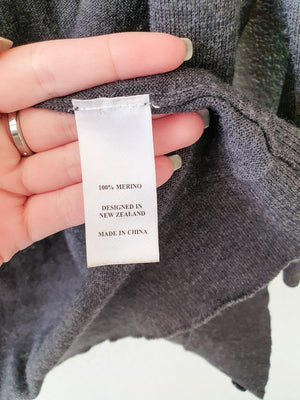 100% MERINO
DESIGNED IN
NEW ZEALAND
MADE IN CHINA